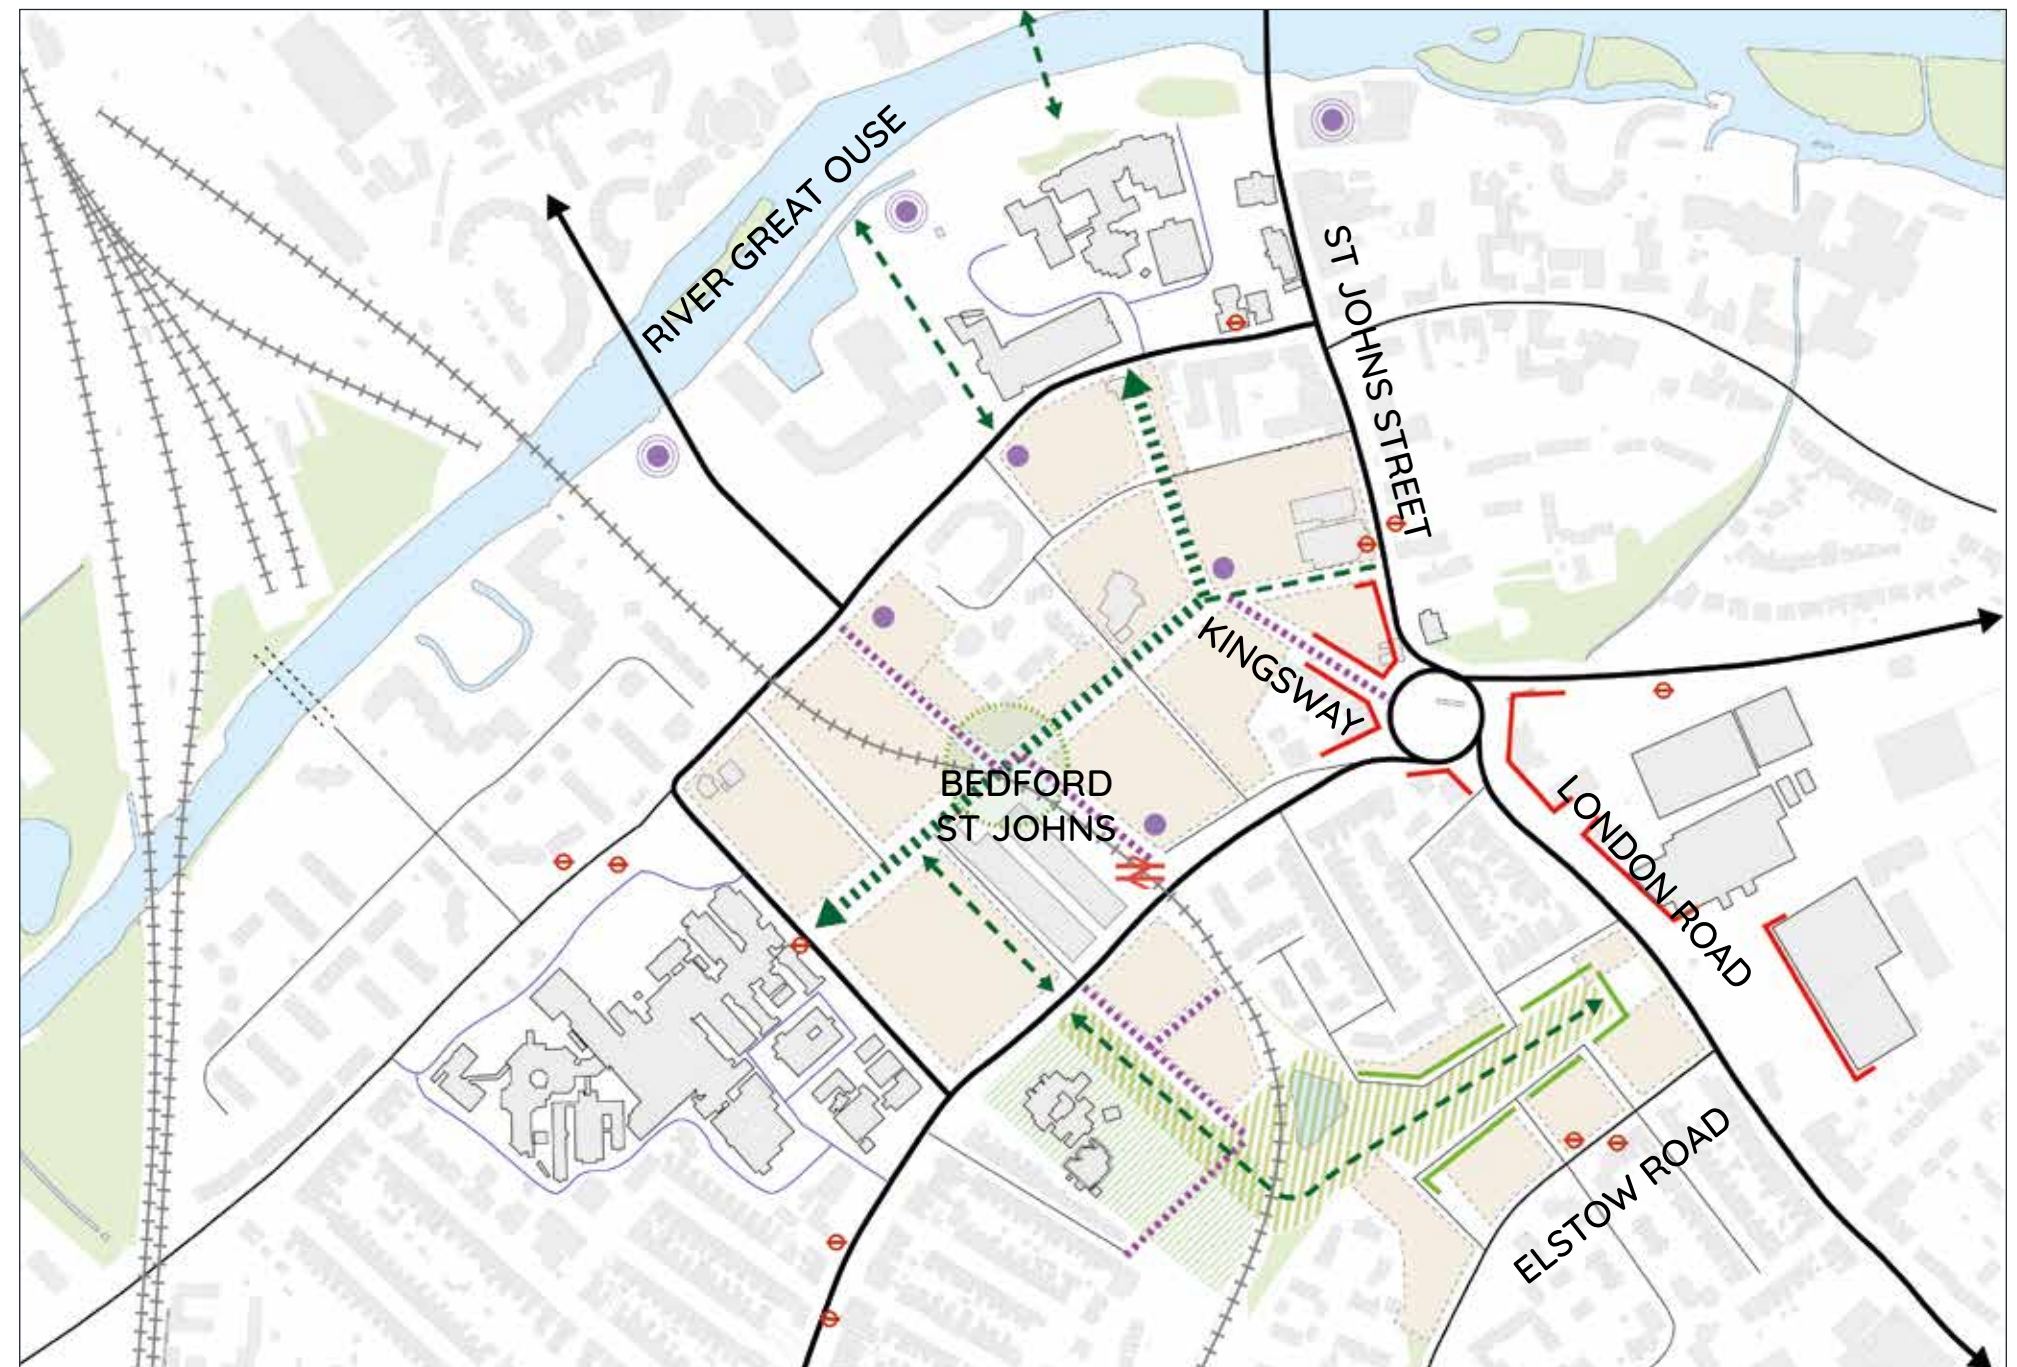 RIVER GREAT OUSE
ST JOHNS STREET
KINGSWAY
BEDFORD
ST JOHNS
LONDON ROAD
ELSTOW ROAD